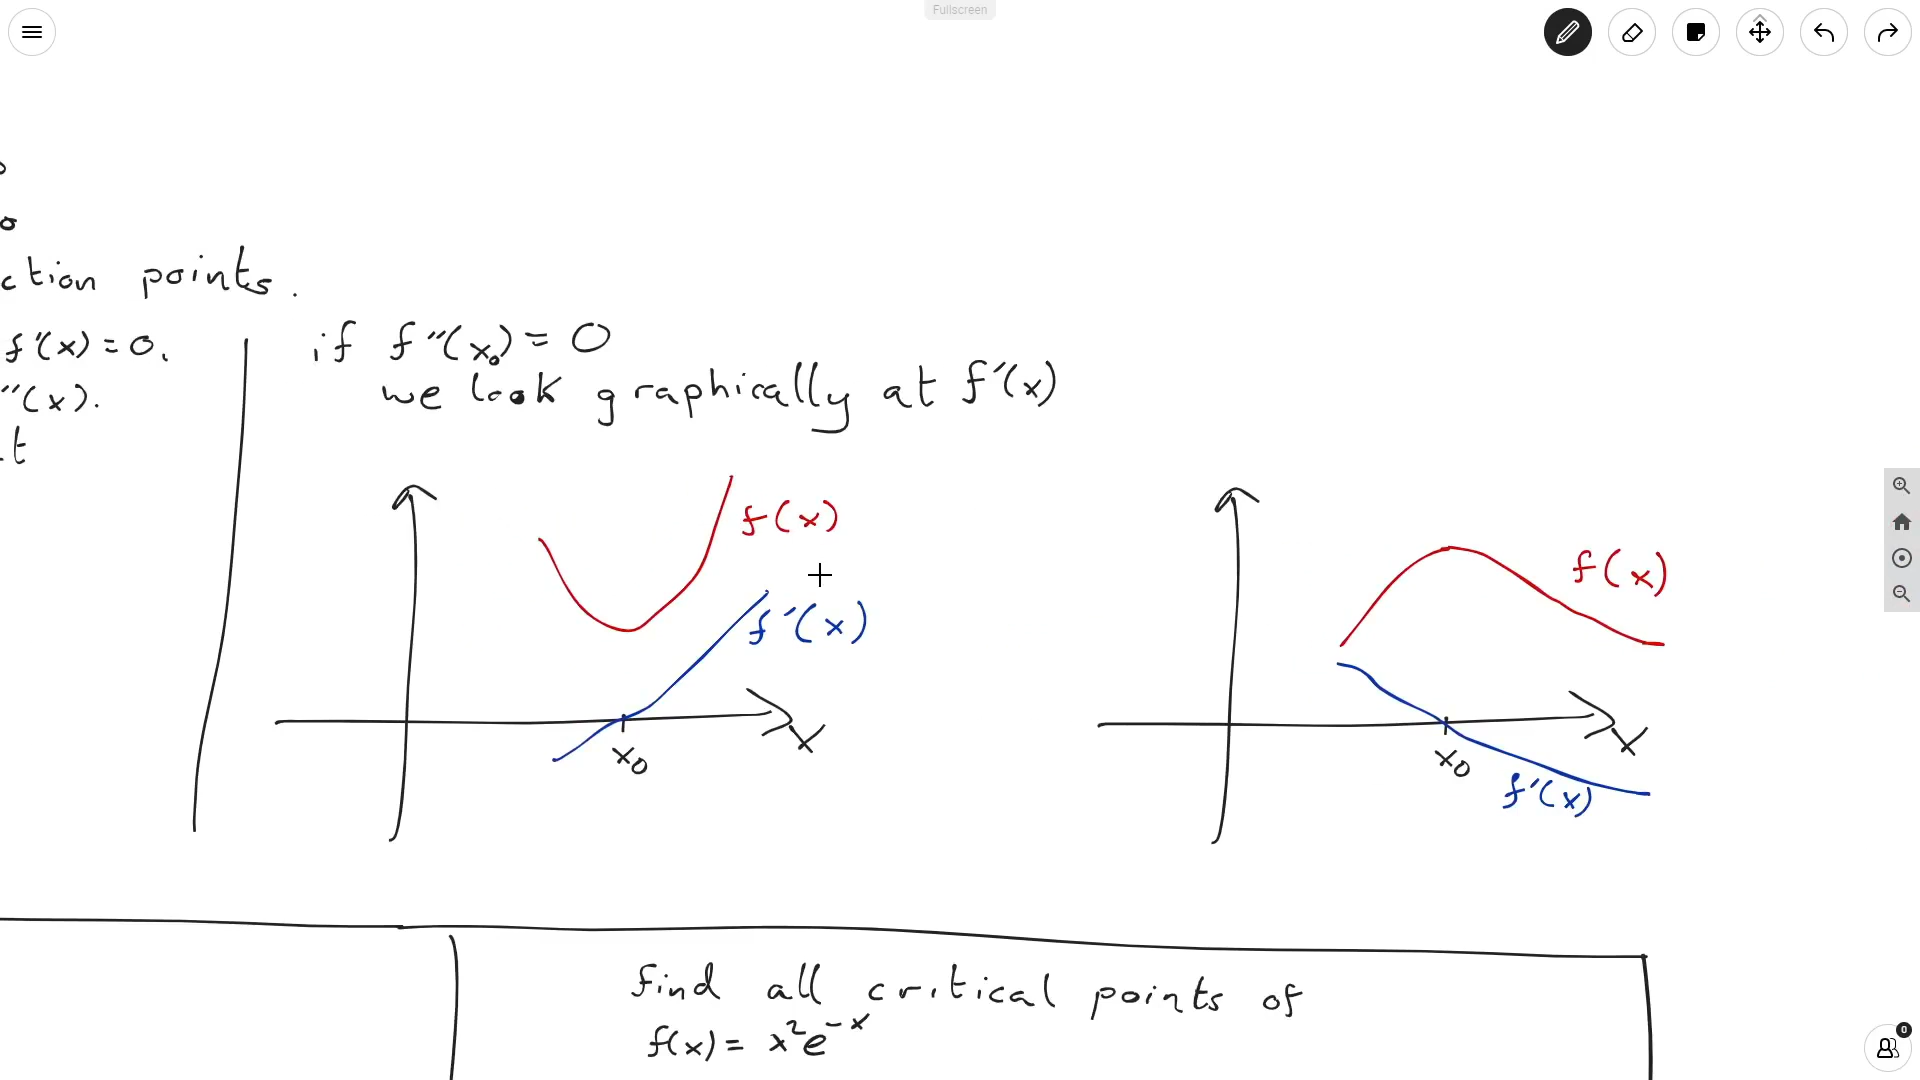 Fullscreen
o
o
ction points.
f'(x) = 0.
"(x).
t
if f"(x₀) = 0
we look graphically at f'(x)
f(x)
f'(x)
x
x₀
f(x)
x
x₀
f'(x)
find all critical points of
f(x) = x²e⁻ˣ
0